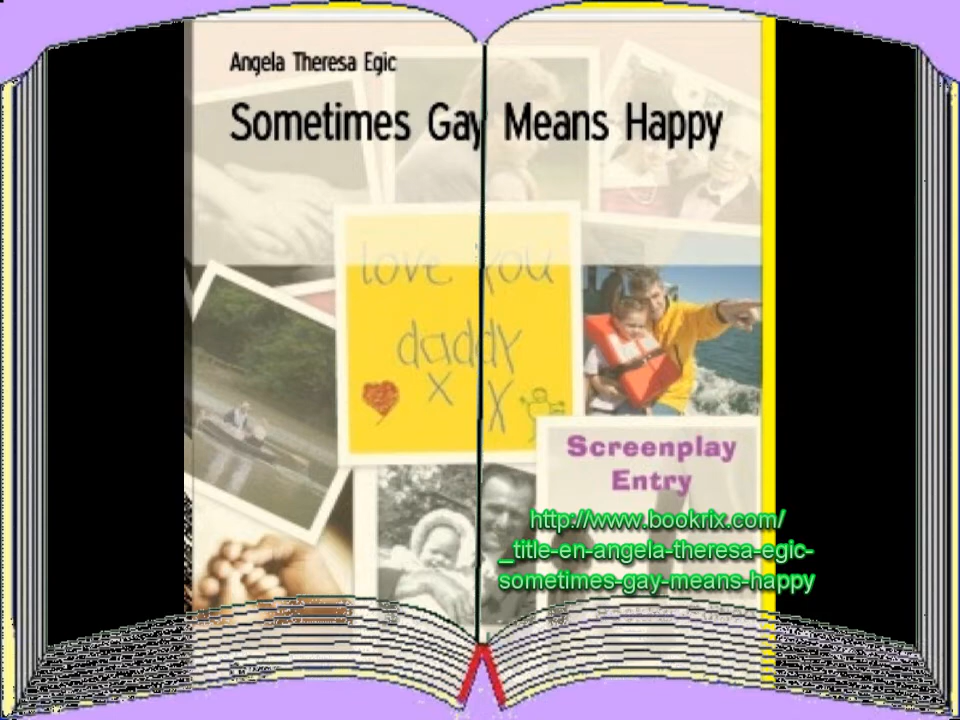 Angela Theresa Egic
Sometimes Gay Means Happy
love you
daddy
x X
Screenplay
Entry
http://www.bookrix.com/
_title-en-angela-theresa-egic-
sometimes-gay-means-happy